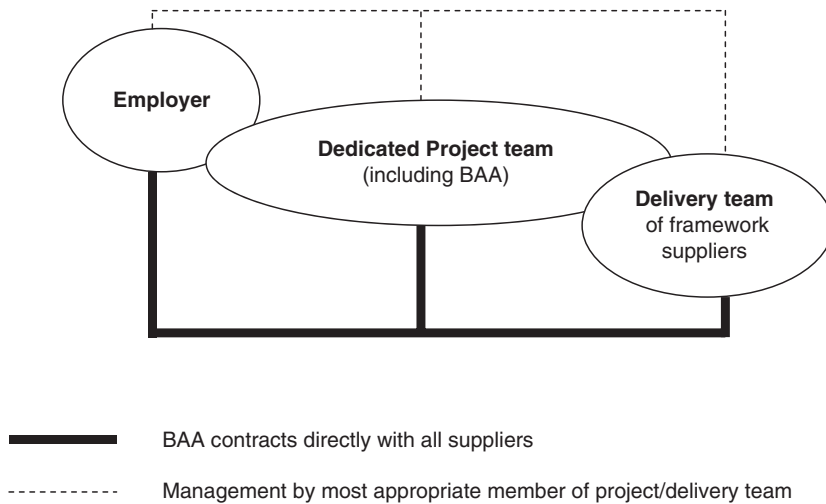 Employer
Dedicated Project team
(including BAA)
Delivery team
of framework
suppliers
BAA contracts directly with all suppliers
Management by most appropriate member of project/delivery team